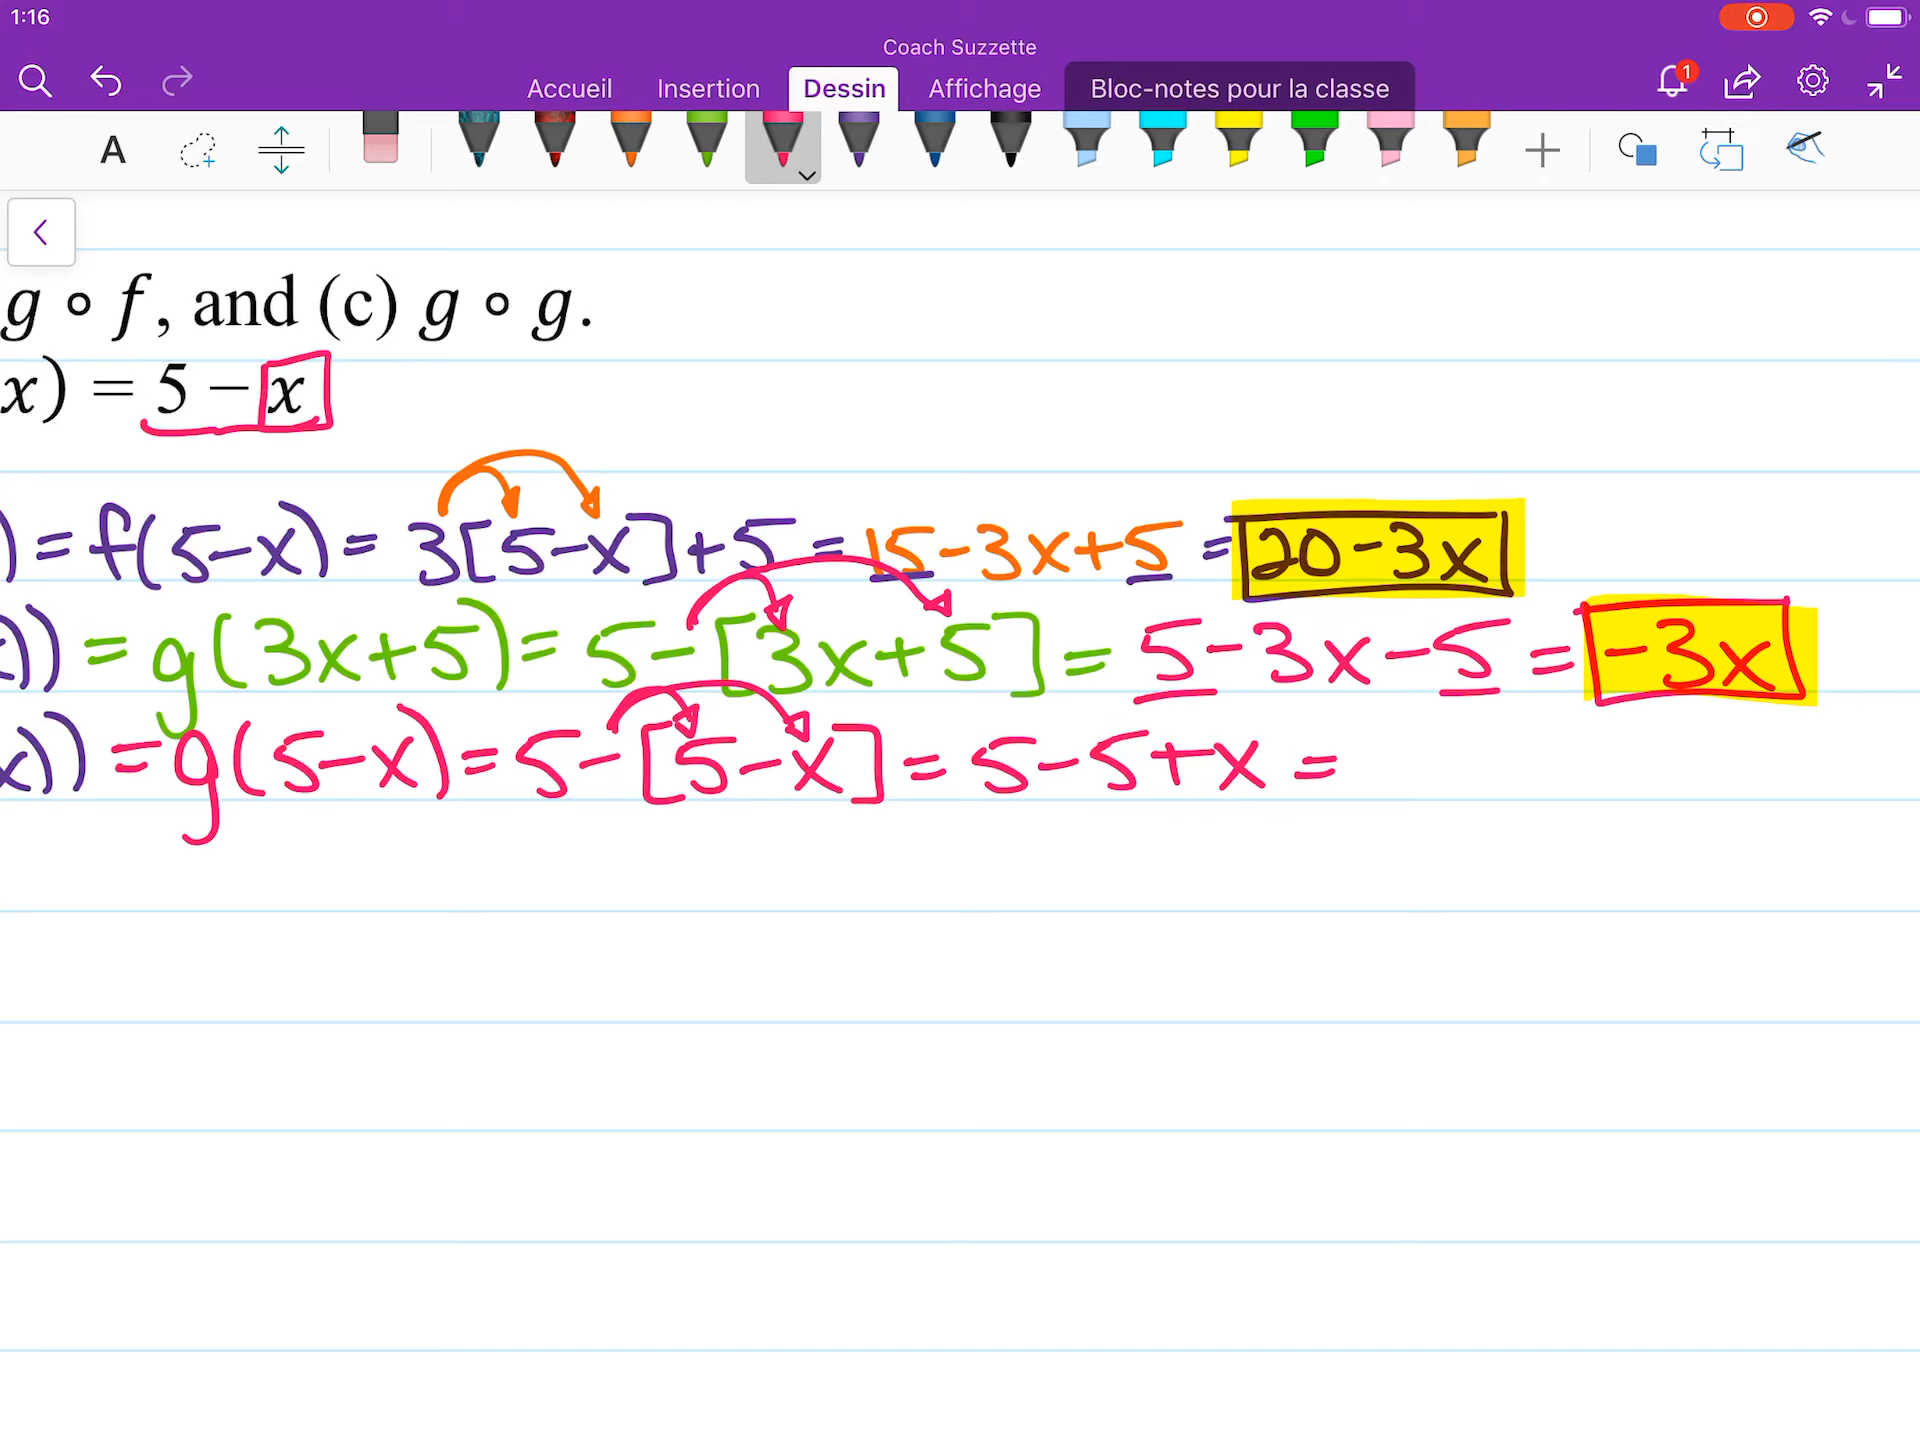 1:16
Coach Suzzette
Accueil Insertion Dessin Affichage Bloc-notes pour la classe
1
A
g ∘ f, and (c) g ∘ g.
x) = 5 − x
) = f(5-x) = 3[5-x]+5 = 15-3x+5 = 20-3x
)) = g(3x+5) = 5-[3x+5] = 5-3x-5 = -3x
x)) = g(5-x) = 5-[5-x] = 5-5+x =